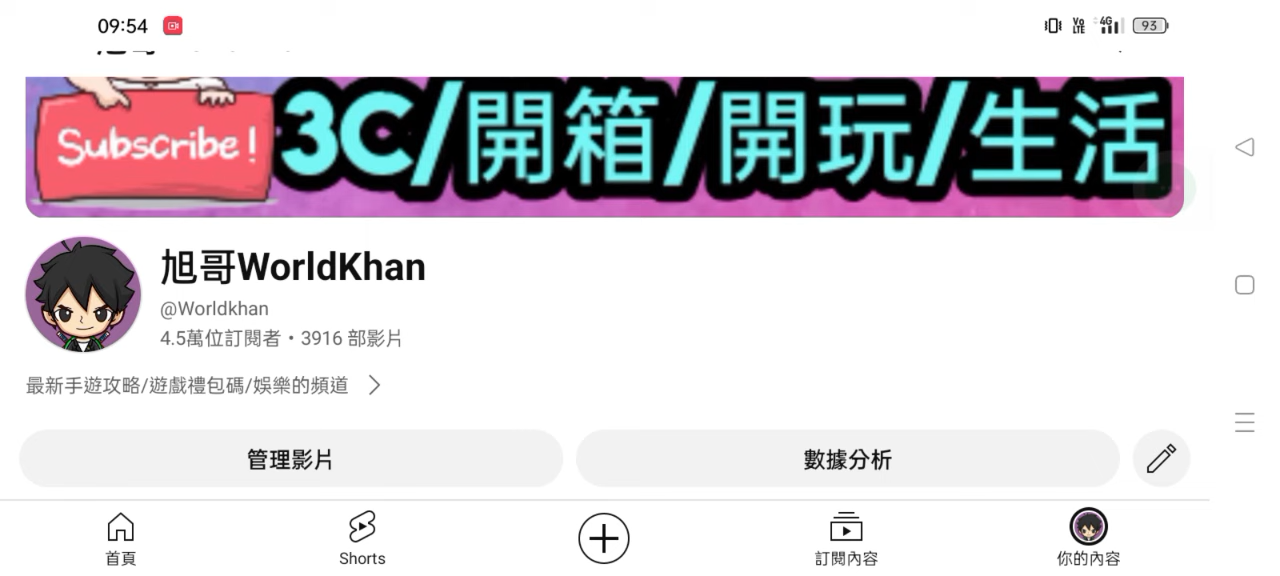 09:54
Vo LTE 4G 93
Subscribe!
3C/開箱/開玩/生活
旭哥WorldKhan
@Worldkhan
4.5萬位訂閱者・3916 部影片
最新手遊攻略/遊戲禮包碼/娛樂的頻道
管理影片
數據分析
首頁
Shorts
訂閱內容
你的內容